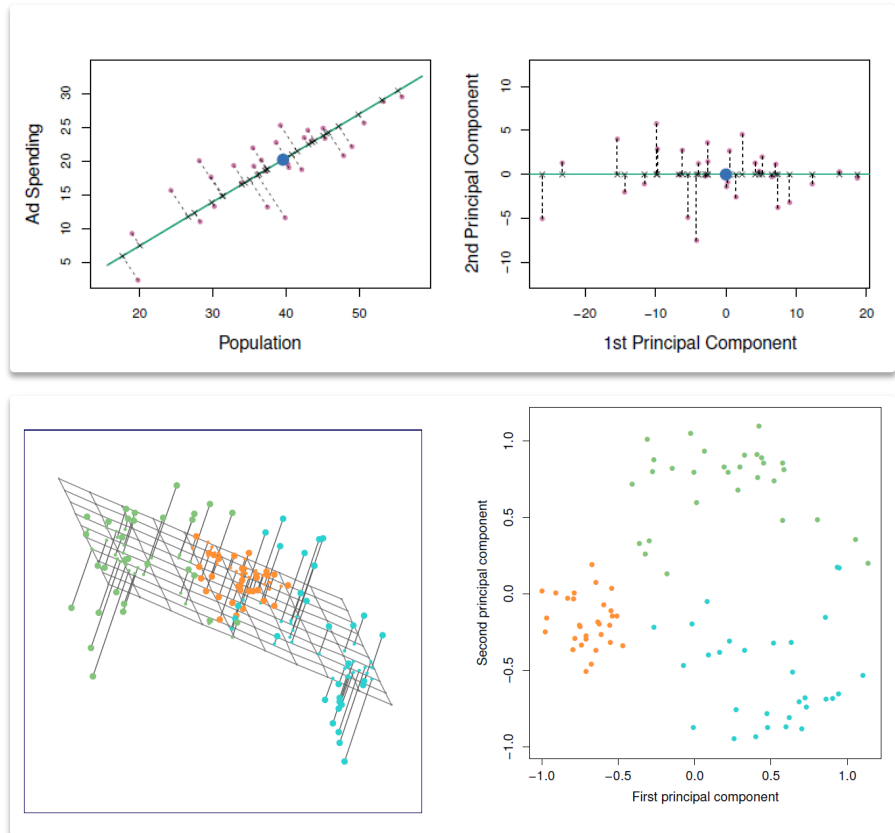 Ad Spending
30
25
20
15
10
5
20 30 40 50
Population
2nd Principal Component
10
5
0
−5
−10
−20 −10 0 10 20
1st Principal Component
Second principal component
1.0
0.5
0.0
−0.5
−1.0
−1.0 −0.5 0.0 0.5 1.0
First principal component